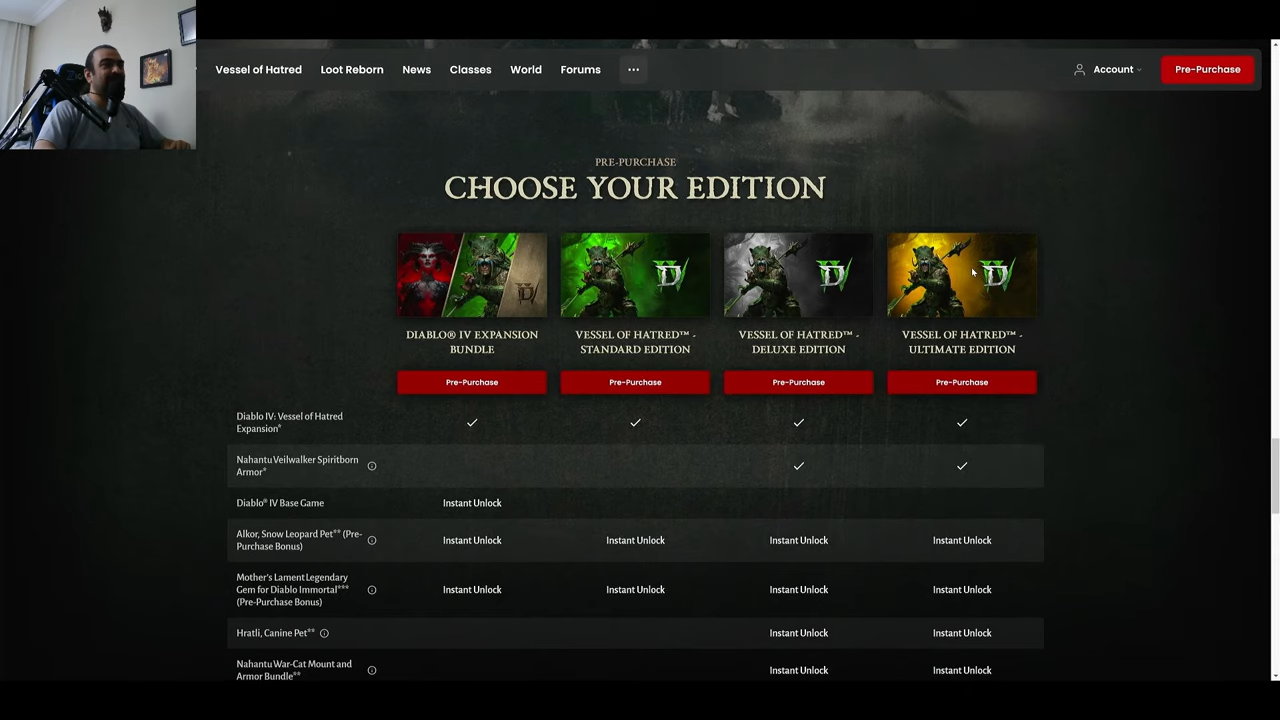 Vessel of Hatred
Loot Reborn
News
Classes
World
Forums
Account
Pre-Purchase
PRE-PURCHASE
CHOOSE YOUR EDITION
DIABLO® IV EXPANSION
BUNDLE
VESSEL OF HATRED™ -
STANDARD EDITION
VESSEL OF HATRED™ -
DELUXE EDITION
VESSEL OF HATRED™ -
ULTIMATE EDITION
Pre-Purchase
Pre-Purchase
Pre-Purchase
Pre-Purchase
Diablo IV: Vessel of Hatred
Expansion*
Nahantu Veilwalker Spiritborn
Armor*
Diablo® IV Base Game
Instant Unlock
Alkor, Snow Leopard Pet** (Pre-
Purchase Bonus)
Instant Unlock
Instant Unlock
Instant Unlock
Instant Unlock
Mother's Lament Legendary
Gem for Diablo Immortal***
(Pre-Purchase Bonus)
Instant Unlock
Instant Unlock
Instant Unlock
Instant Unlock
Hratli, Canine Pet**
Instant Unlock
Instant Unlock
Nahantu War-Cat Mount and
Armor Bundle**
Instant Unlock
Instant Unlock